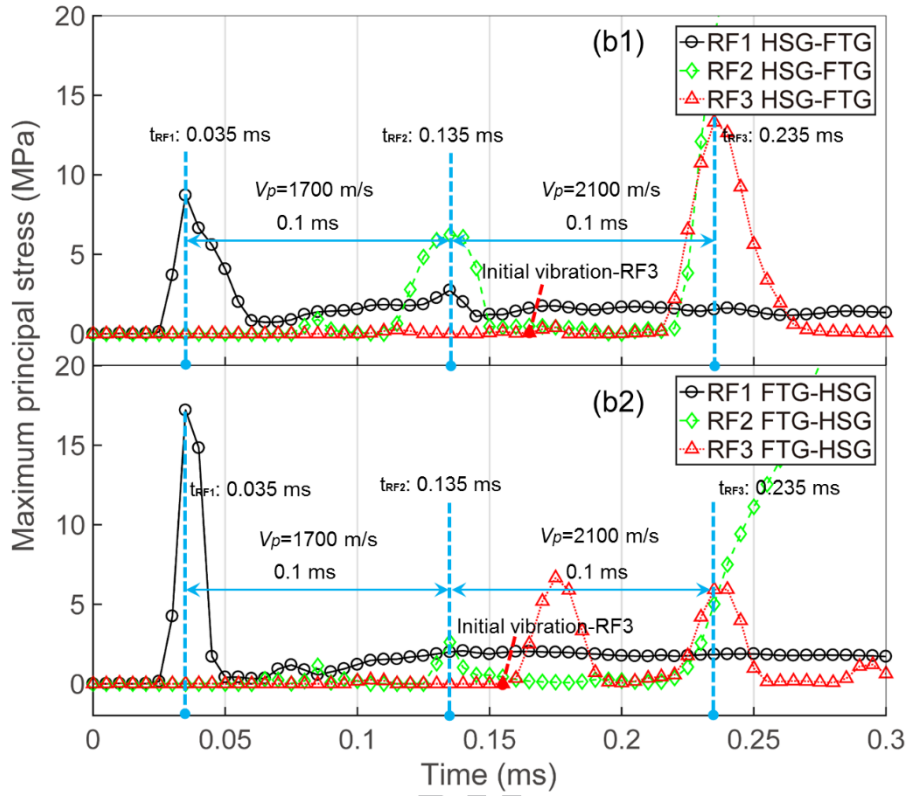 Maximum principal stress (MPa)
20
15
10
5
0
(b1)
RF1 HSG-FTG
RF2 HSG-FTG
RF3 HSG-FTG
tRF1: 0.035 ms
tRF2: 0.135 ms
tRF3: 0.235 ms
Vp=1700 m/s
0.1 ms
Vp=2100 m/s
0.1 ms
Initial vibration-RF3
20
15
10
5
0
(b2)
RF1 FTG-HSG
RF2 FTG-HSG
RF3 FTG-HSG
tRF1: 0.035 ms
tRF2: 0.135 ms
tRF3: 0.235 ms
Vp=1700 m/s
0.1 ms
Vp=2100 m/s
0.1 ms
Initial vibration-RF3
0 0.05 0.1 0.15 0.2 0.25 0.3
Time (ms)